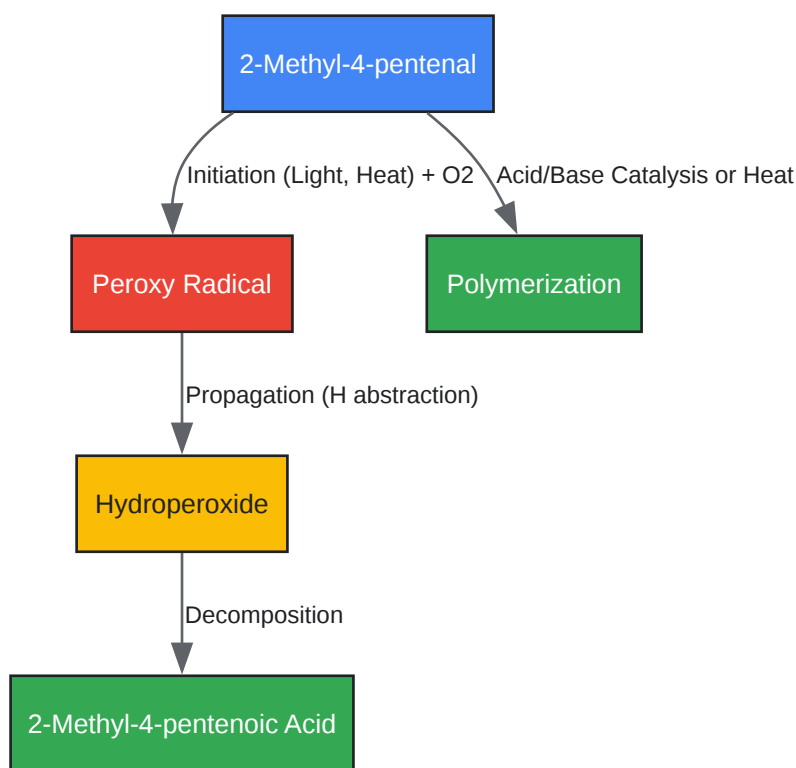 2-Methyl-4-pentenal
Initiation (Light, Heat) + O2
Acid/Base Catalysis or Heat
Peroxy Radical
Polymerization
Propagation (H abstraction)
Hydroperoxide
Decomposition
2-Methyl-4-pentenoic Acid